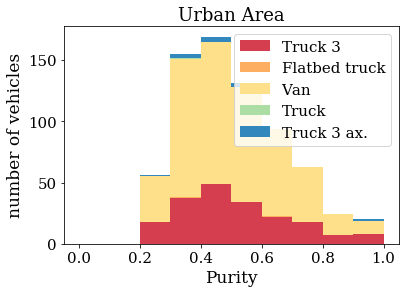 Urban Area
number of vehicles
150
100
50
0
Truck 3
Flatbed truck
Van
Truck
Truck 3 ax.
0.0 0.2 0.4 0.6 0.8 1.0
Purity